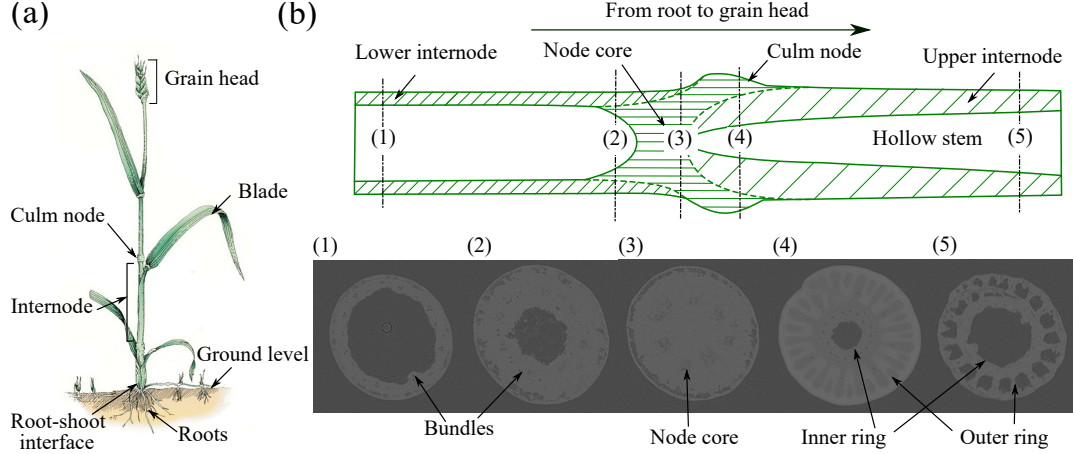 (a)
Grain head
Blade
Culm node
Internode
Ground level
Root-shoot
interface
Roots
(b)
From root to grain head
Lower internode
Node core
Culm node
Upper internode
(1)
(2)
(3)
(4)
Hollow stem
(5)
(1)
(2)
(3)
(4)
(5)
Bundles
Node core
Inner ring
Outer ring